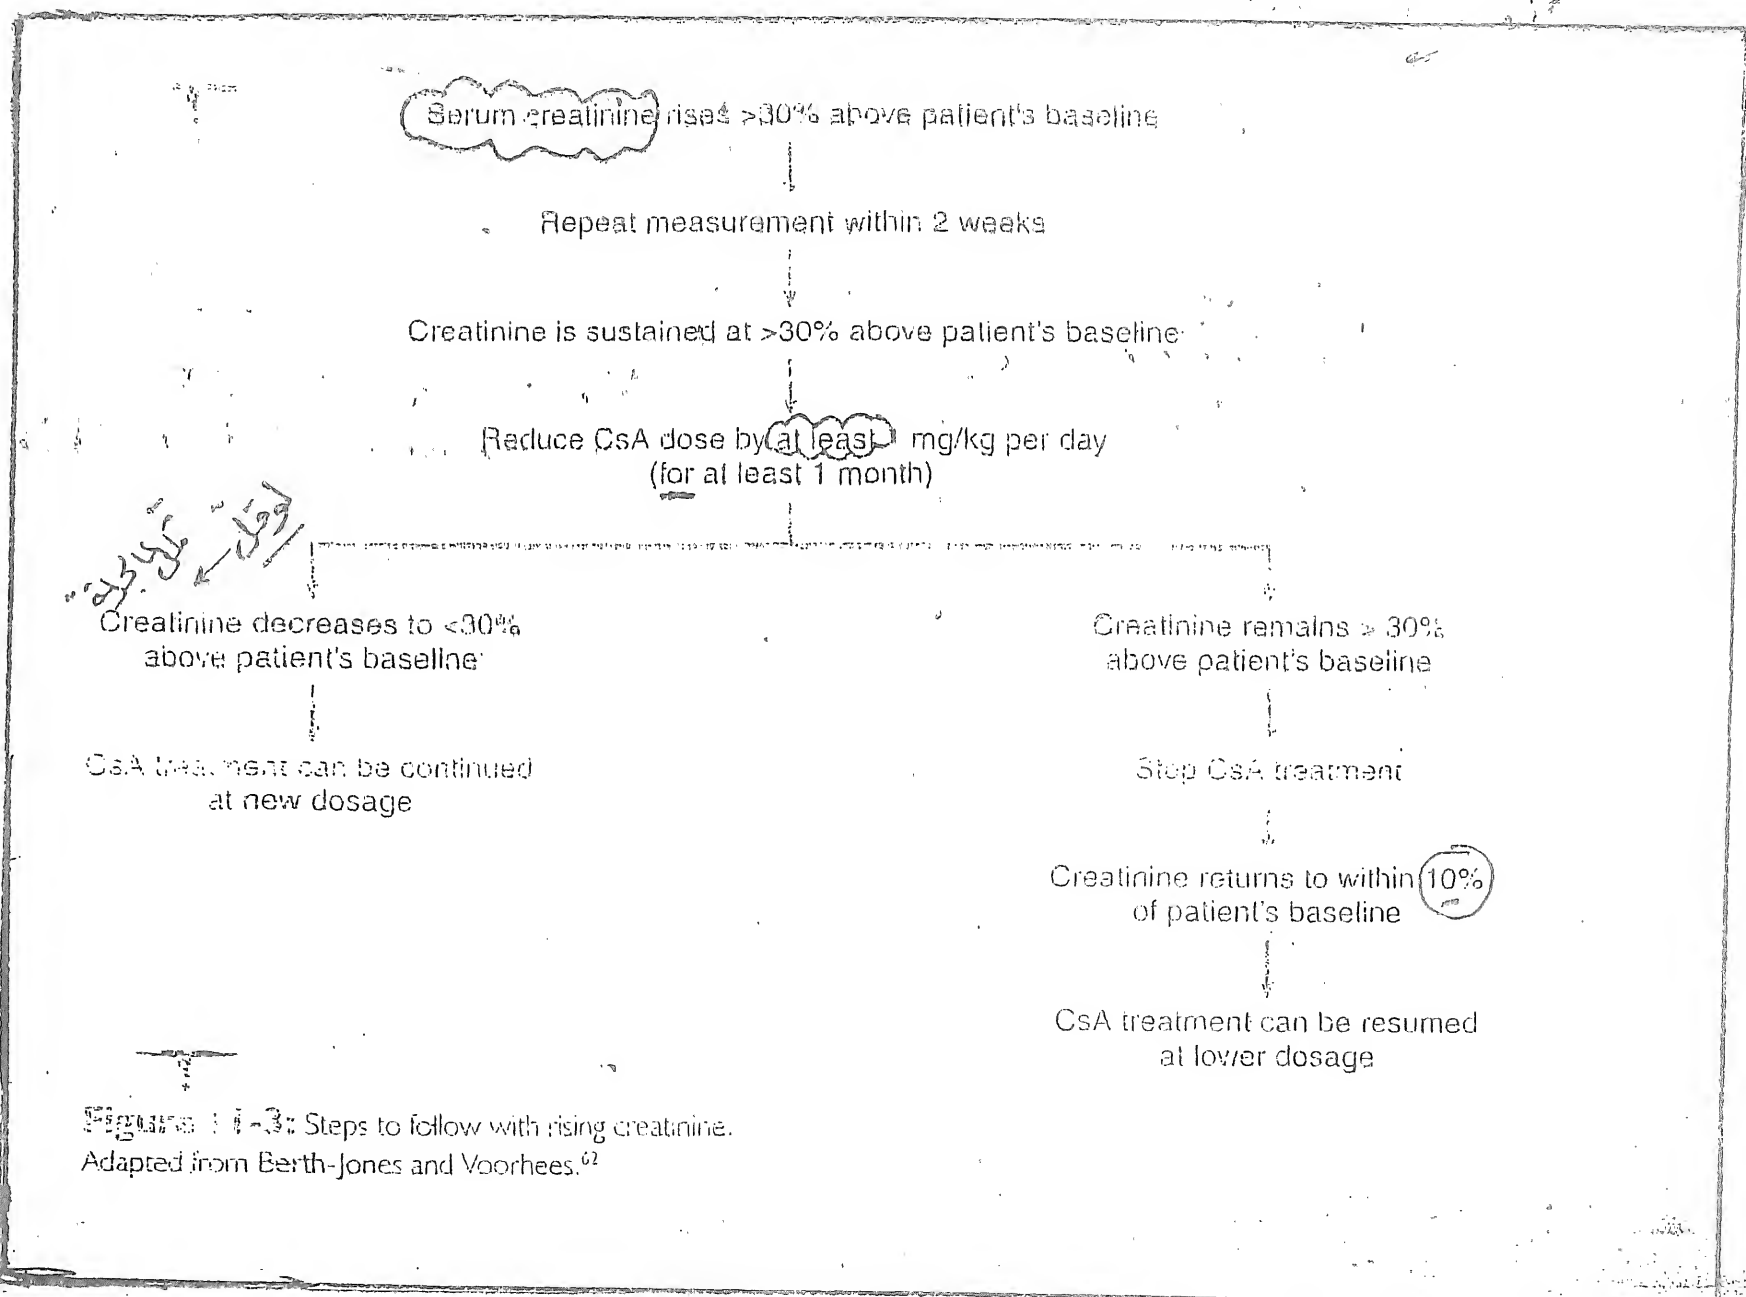 Serum creatinine rises >30% above patient's baseline
Repeat measurement within 2 weeks
Creatinine is sustained at >30% above patient's baseline
Reduce CsA dose by at least mg/kg per day
(for at least 1 month)
Creatinine decreases to <30%
above patient's baseline
CsA treatment can be continued
at new dosage
Creatinine remains > 30%
above patient's baseline
Stop CsA treatment
Creatinine returns to within 10%
of patient's baseline
CsA treatment can be resumed
at lower dosage
Figure 11-3: Steps to follow with rising creatinine.
Adapted from Berth-Jones and Voorhees.62